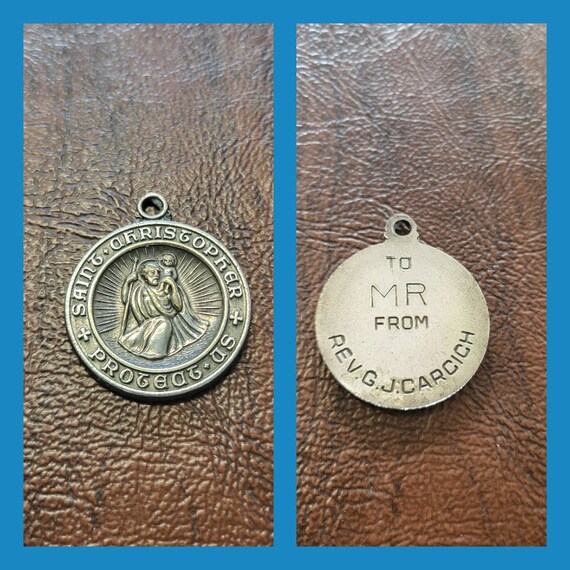 SAINT · CHRISTOPHER
PROTECT · US
TO
MR
FROM
REV. G. J. CARCICH